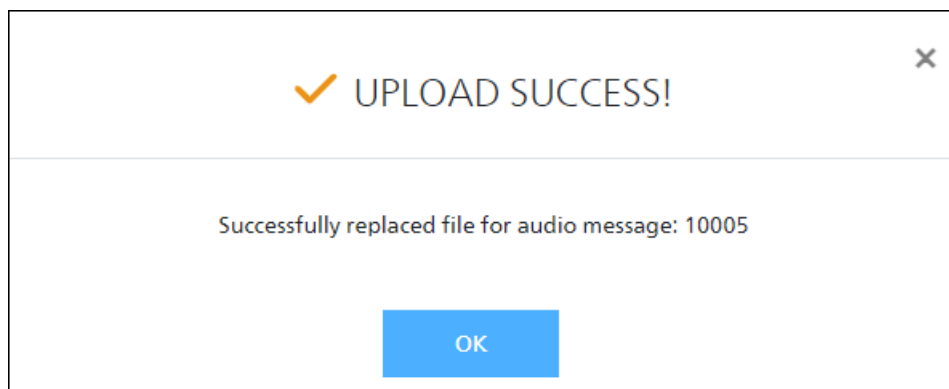 UPLOAD SUCCESS!
Successfully replaced file for audio message: 10005
OK